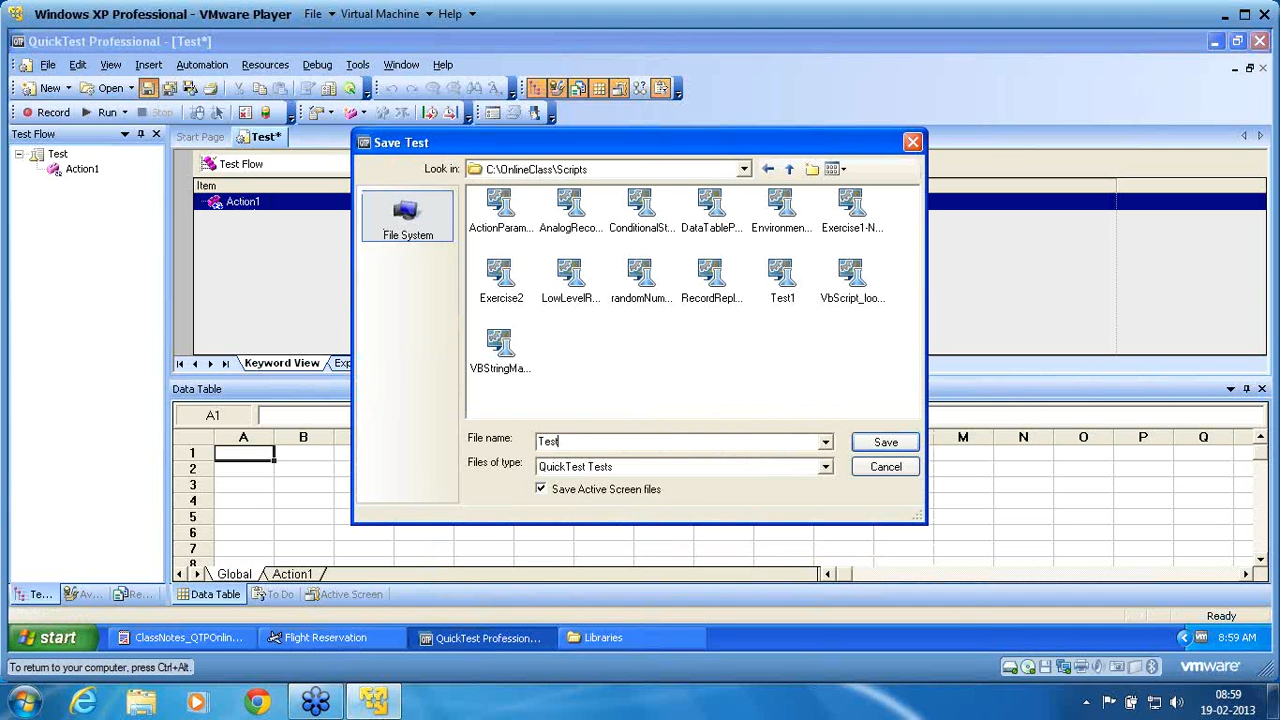 Windows XP Professional - VMware Player File Virtual Machine Help
QuickTest Professional - [Test*]
File Edit View Insert Automation Resources Debug Tools Window Help
New Open
Record Run Stop
Test Flow
Start Page Test*
Test
Action1
Test Flow
Item
Action1
Keyword View Exp
Save Test
Look in: C:\OnlineClass\Scripts
File System
ActionParam... AnalogReco... ConditionalSt... DataTableP... Environmen... Exercise1-N...
Exercise2 LowLevelR... randomNum... RecordRepl... Test1 VbScript_loo...
VBStringMa...
File name: Test Save
Files of type: QuickTest Tests Cancel
Save Active Screen files
Data Table
A1
A B M N O P Q
1
2
3
4
5
6
7
8
Global Action1
Te... Av... Re... Data Table To Do Active Screen
Ready
start ClassNotes_QTPOnlin... Flight Reservation QuickTest Profession... Libraries 8:59 AM
To return to your computer, press Ctrl+Alt. vmware
08:59
19-02-2013